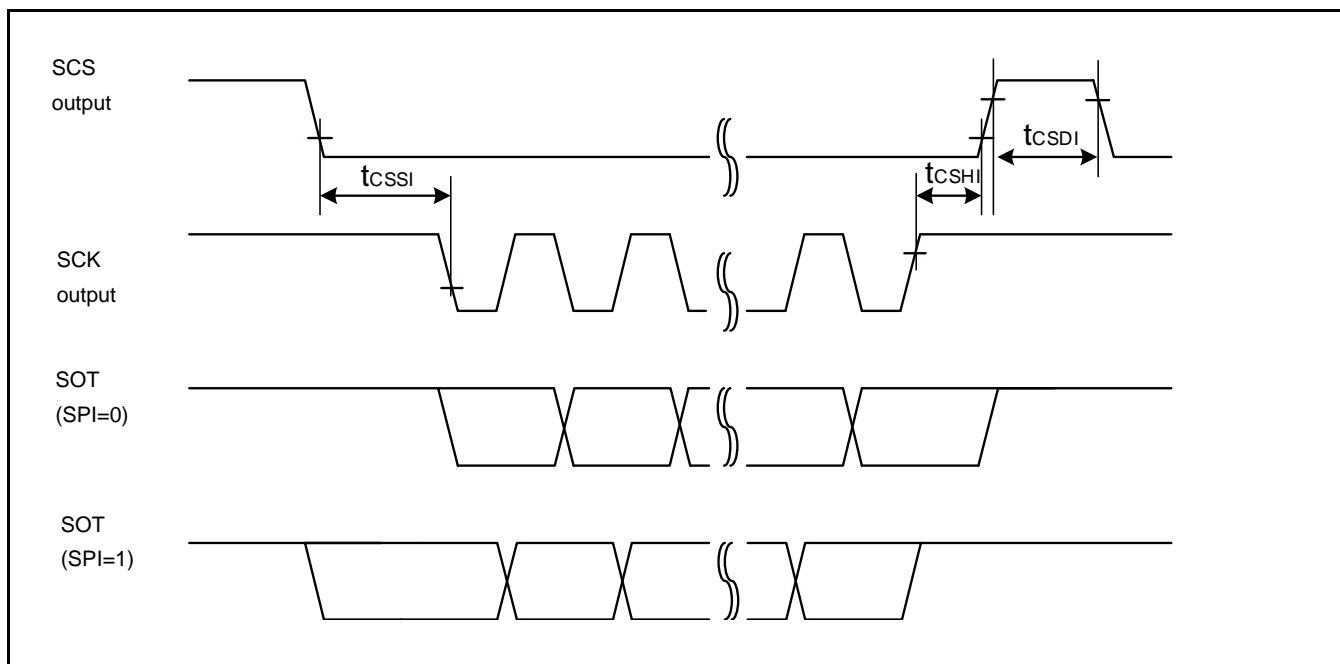 SCS
output
tCSDI
tCSSI
tCSHI
SCK
output
SOT
(SPI=0)
SOT
(SPI=1)